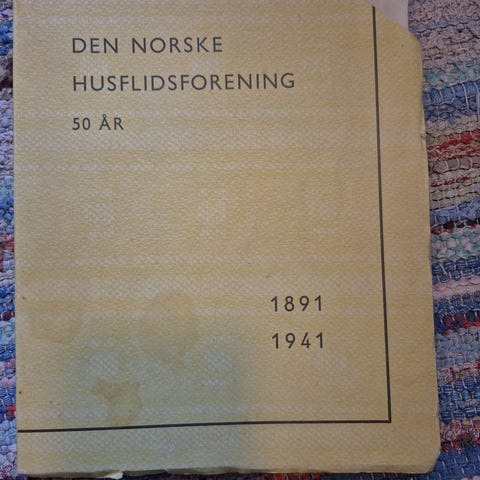 DEN NORSKE
HUSFLIDSFORENING
50 ÅR
1891
1941